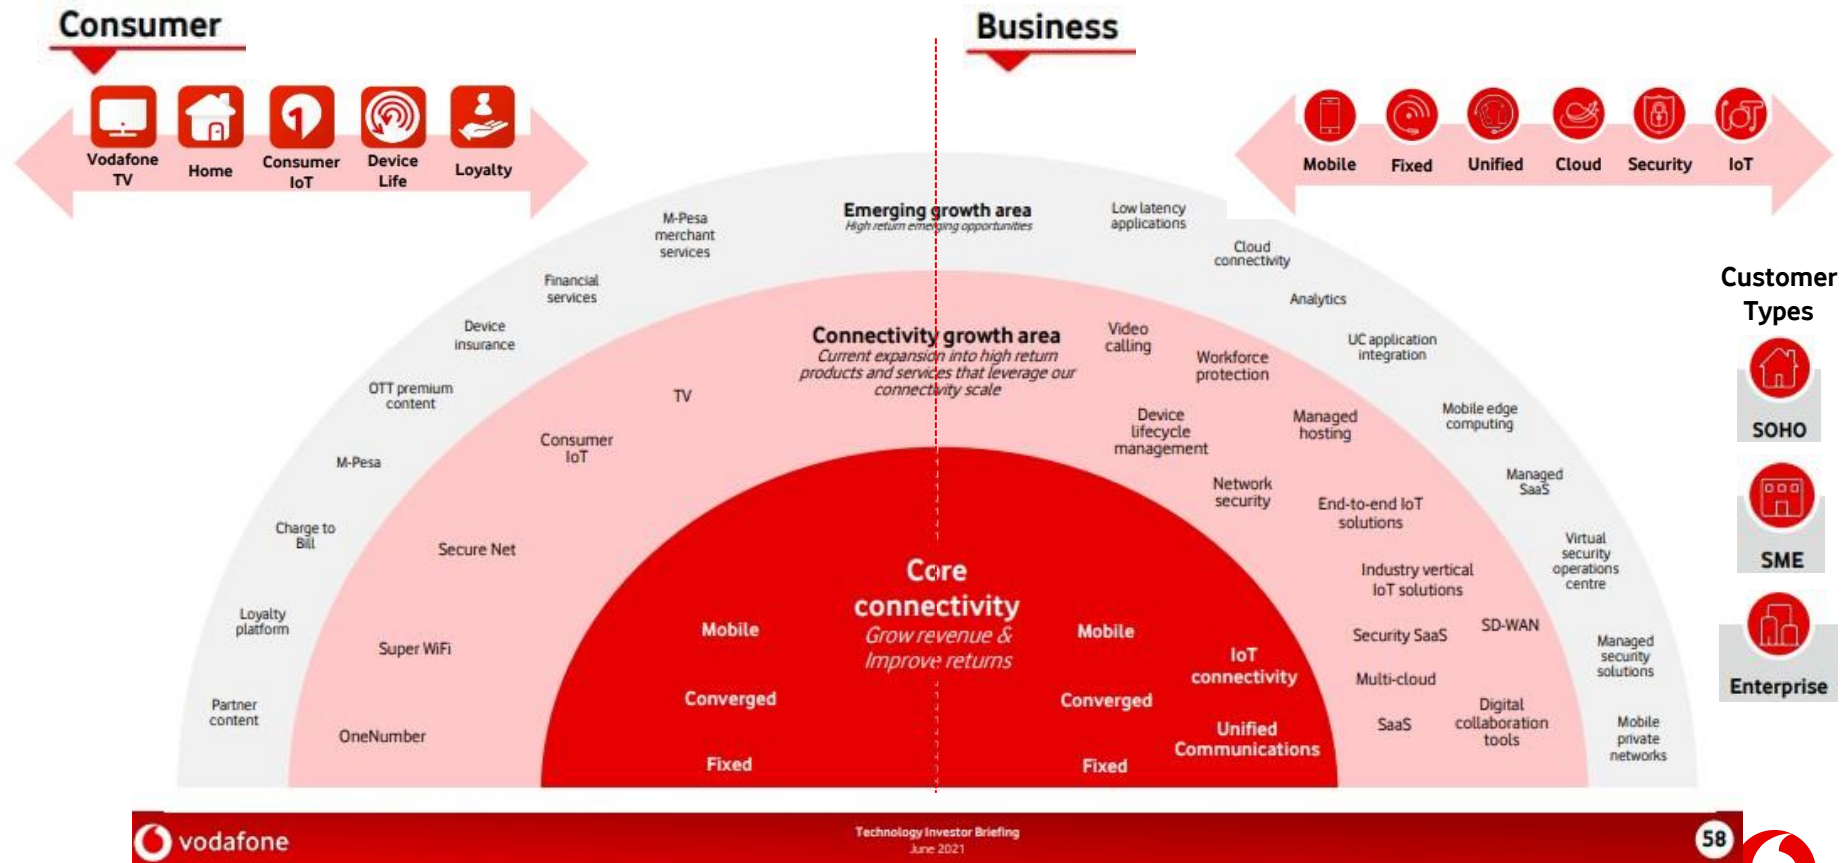 Consumer
Business
Vodafone
TV
Home
Consumer
IoT
Device
Life
Loyalty
Mobile
Fixed
Unified
Cloud
Security
IoT
Customer
Types
SOHO
SME
Enterprise
Emerging growth area
High return emerging opportunities
M-Pesa
merchant
services
Financial
services
Device
insurance
OTT premium
content
M-Pesa
Charge to
Bill
Loyalty
platform
Partner
content
Low latency
applications
Cloud
connectivity
Analytics
UC application
integration
Mobile edge
computing
Managed
SaaS
Virtual
security
operations
centre
Managed
security
solutions
Mobile
private
networks
Connectivity growth area
Current expansion into high return
products and services that leverage our
connectivity scale
TV
Consumer
IoT
Secure Net
Super WiFi
OneNumber
Video
calling
Workforce
protection
Device
lifecycle
management
Managed
hosting
Network
security
End-to-end IoT
solutions
Industry vertical
IoT solutions
Security SaaS
SD-WAN
Multi-cloud
SaaS
Digital
collaboration
tools
Core
connectivity
Grow revenue &
Improve returns
Mobile
Converged
Fixed
Mobile
Converged
Fixed
IoT
connectivity
Unified
Communications
vodafone
Technology Investor Briefing
June 2021
58